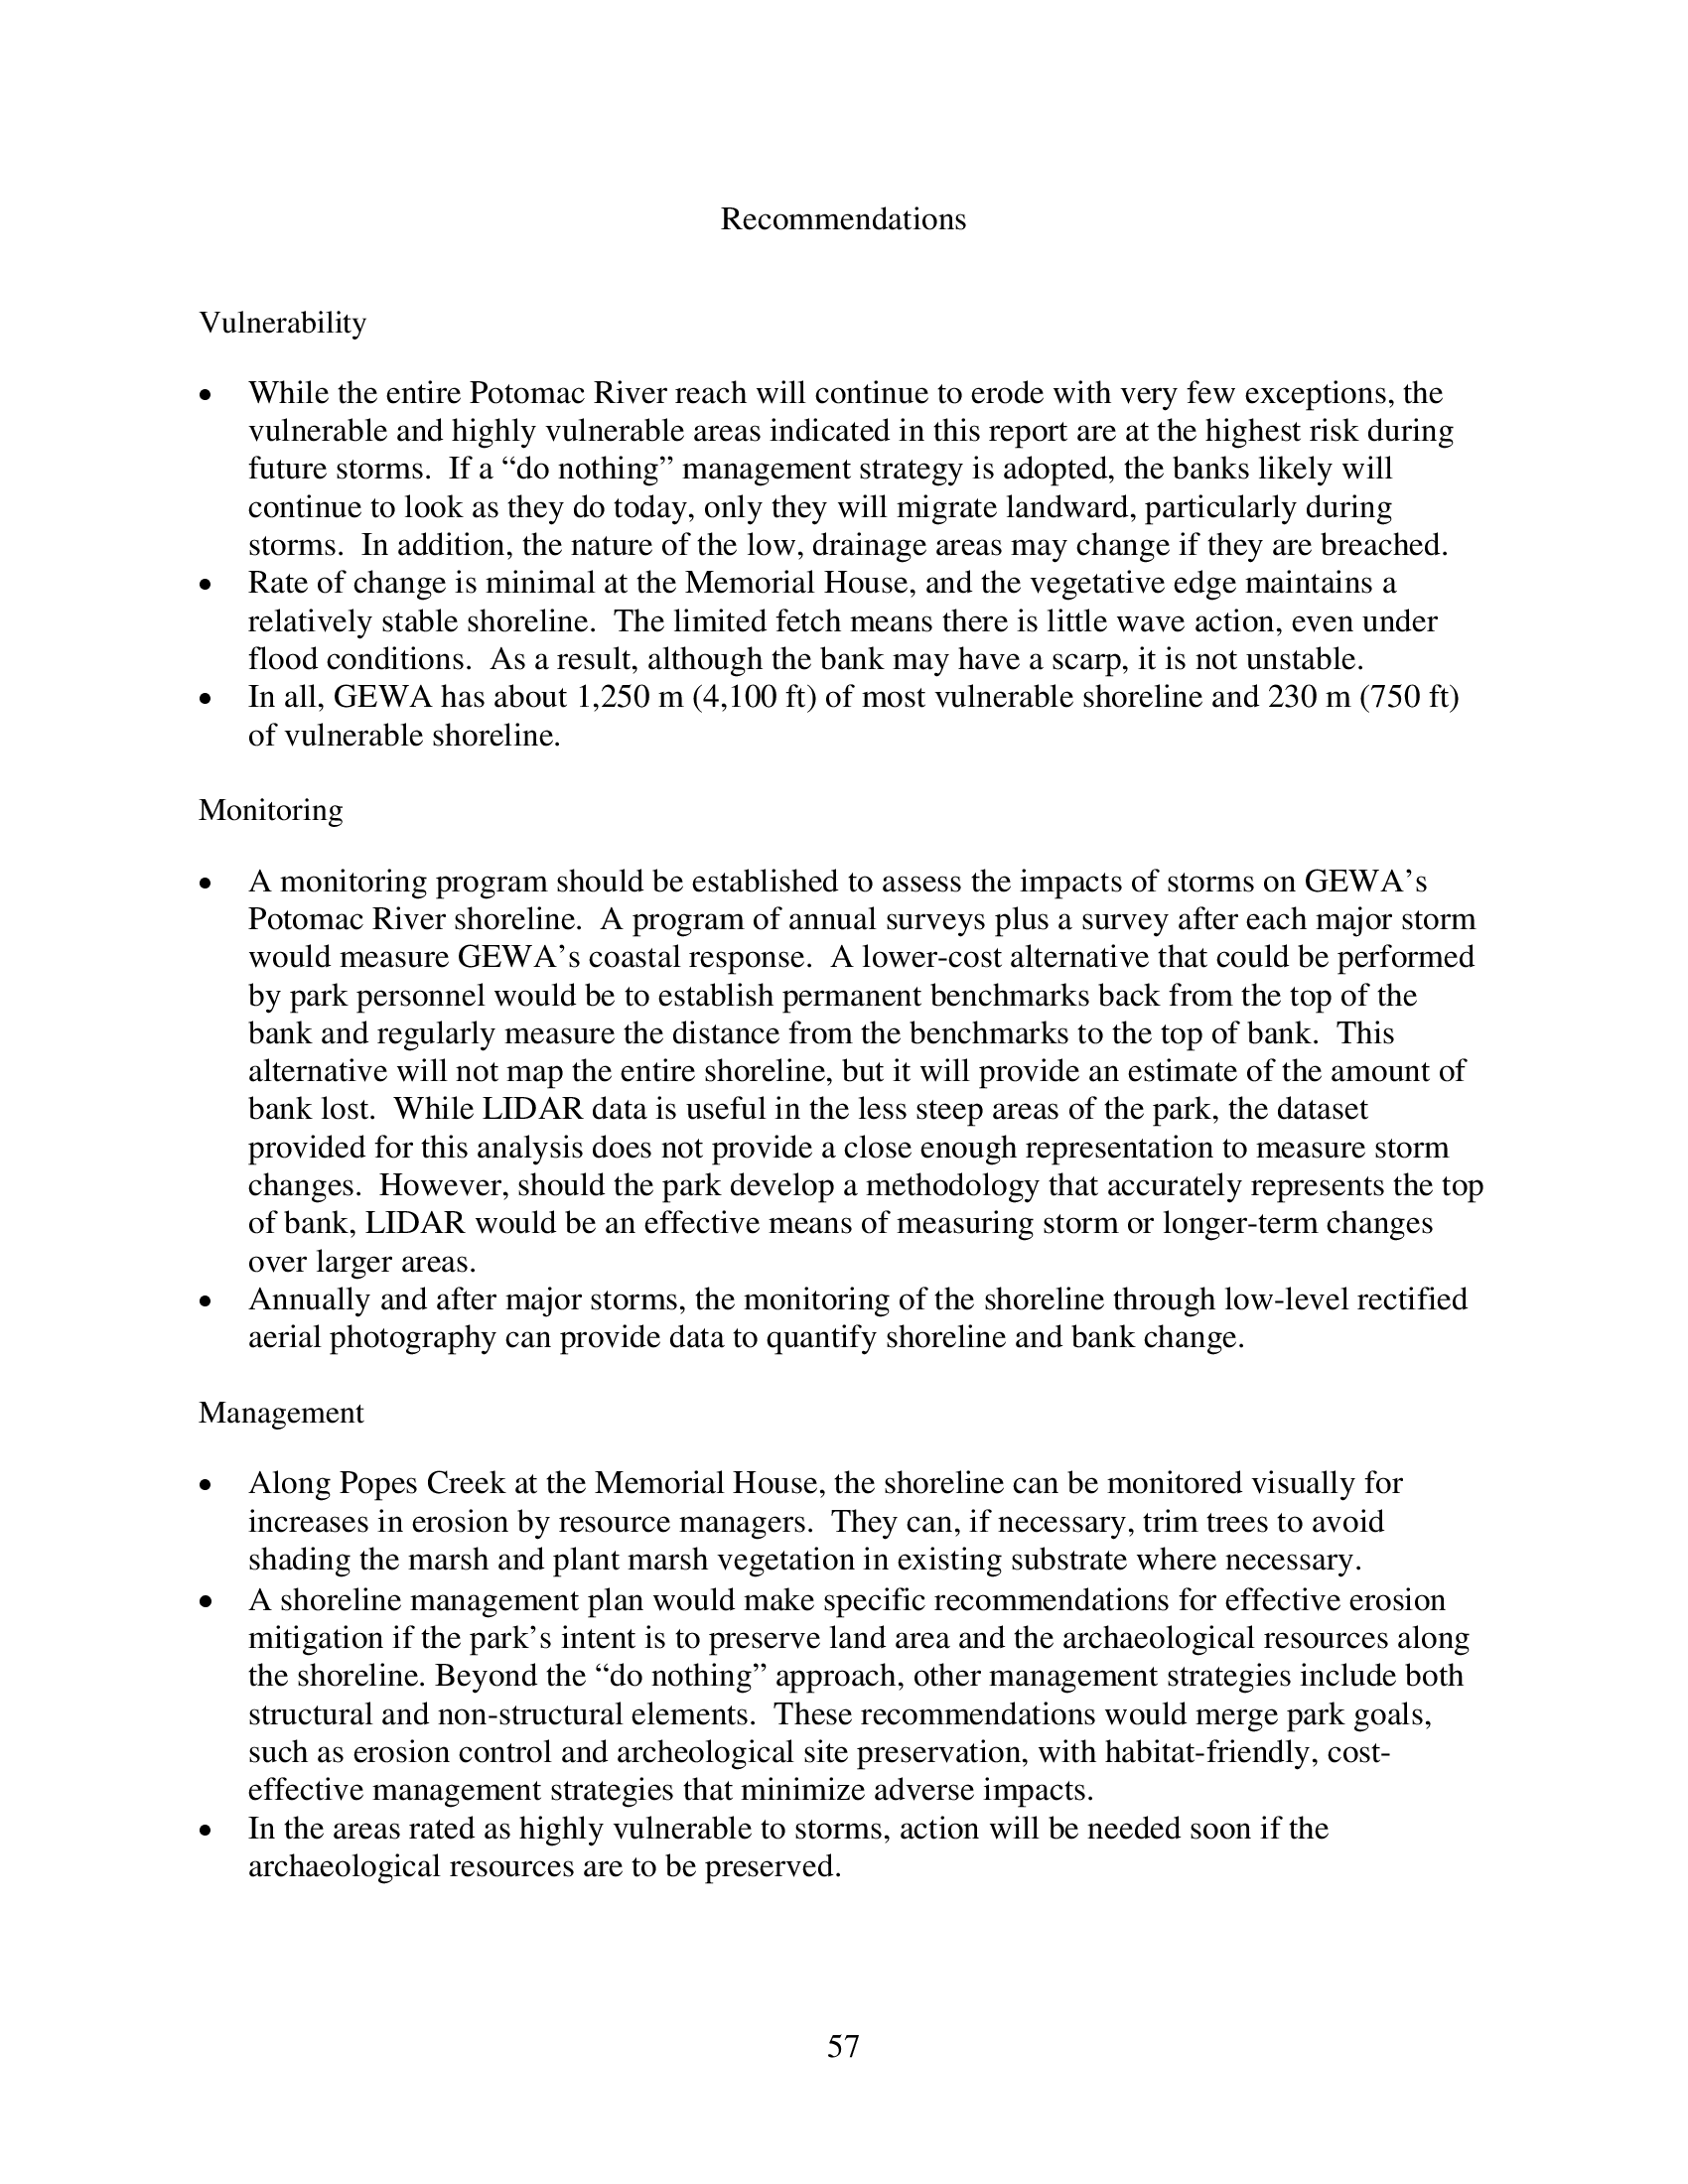 Recommendations
Vulnerability
• While the entire Potomac River reach will continue to erode with very few exceptions, the
vulnerable and highly vulnerable areas indicated in this report are at the highest risk during
future storms.  If a “do nothing” management strategy is adopted, the banks likely will
continue to look as they do today, only they will migrate landward, particularly during
storms.  In addition, the nature of the low, drainage areas may change if they are breached.
• Rate of change is minimal at the Memorial House, and the vegetative edge maintains a
relatively stable shoreline.  The limited fetch means there is little wave action, even under
flood conditions.  As a result, although the bank may have a scarp, it is not unstable.
• In all, GEWA has about 1,250 m (4,100 ft) of most vulnerable shoreline and 230 m (750 ft)
of vulnerable shoreline.
Monitoring
• A monitoring program should be established to assess the impacts of storms on GEWA’s
Potomac River shoreline.  A program of annual surveys plus a survey after each major storm
would measure GEWA’s coastal response.  A lower-cost alternative that could be performed
by park personnel would be to establish permanent benchmarks back from the top of the
bank and regularly measure the distance from the benchmarks to the top of bank.  This
alternative will not map the entire shoreline, but it will provide an estimate of the amount of
bank lost.  While LIDAR data is useful in the less steep areas of the park, the dataset
provided for this analysis does not provide a close enough representation to measure storm
changes.  However, should the park develop a methodology that accurately represents the top
of bank, LIDAR would be an effective means of measuring storm or longer-term changes
over larger areas.
• Annually and after major storms, the monitoring of the shoreline through low-level rectified
aerial photography can provide data to quantify shoreline and bank change.
Management
• Along Popes Creek at the Memorial House, the shoreline can be monitored visually for
increases in erosion by resource managers.  They can, if necessary, trim trees to avoid
shading the marsh and plant marsh vegetation in existing substrate where necessary.
• A shoreline management plan would make specific recommendations for effective erosion
mitigation if the park’s intent is to preserve land area and the archaeological resources along
the shoreline. Beyond the “do nothing” approach, other management strategies include both
structural and non-structural elements.  These recommendations would merge park goals,
such as erosion control and archeological site preservation, with habitat-friendly, cost-
effective management strategies that minimize adverse impacts.
• In the areas rated as highly vulnerable to storms, action will be needed soon if the
archaeological resources are to be preserved.
57